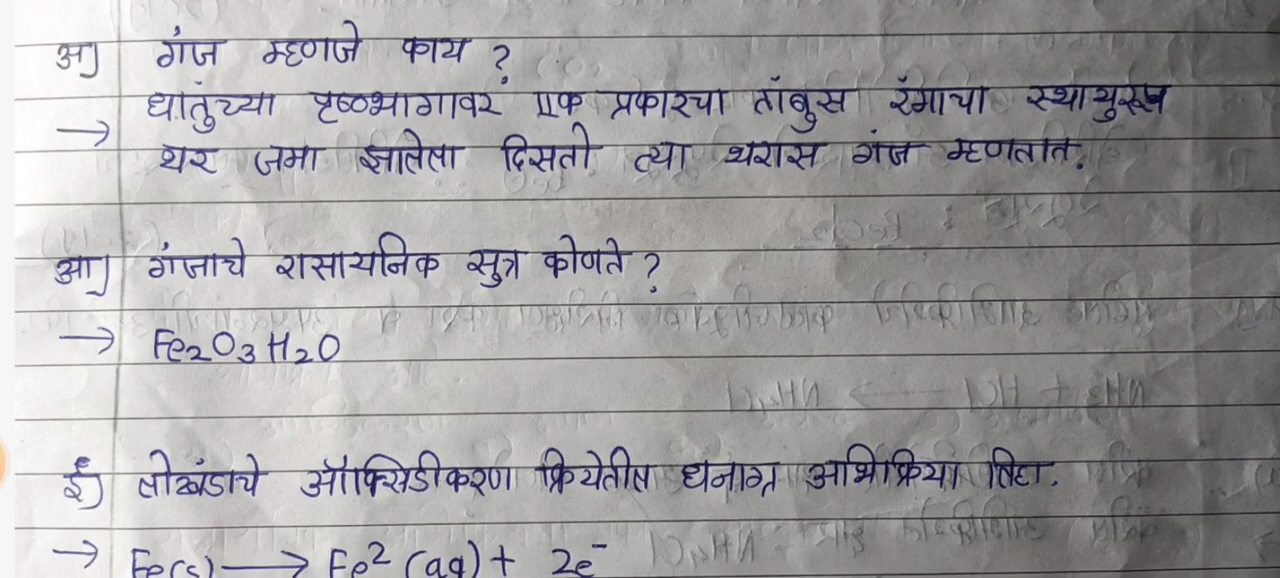 अ) गंज म्हणजे काय ?
→ धातुंच्या पृष्ठभागावर एक प्रकारचा तांबुस रंगाचा स्थायुरूप
थर जमा झालेला दिसतो त्या थरास गंज म्हणतात.
आ) गंजाचे रासायनिक सुत्र कोणते ?
→ Fe₂O₃H₂O
ई) लोखंडाचे ऑक्सिडीकरण क्रियेतील धनाग्र अभिक्रिया लिहा.
→ Fe(s) → Fe² (aq) + 2e⁻